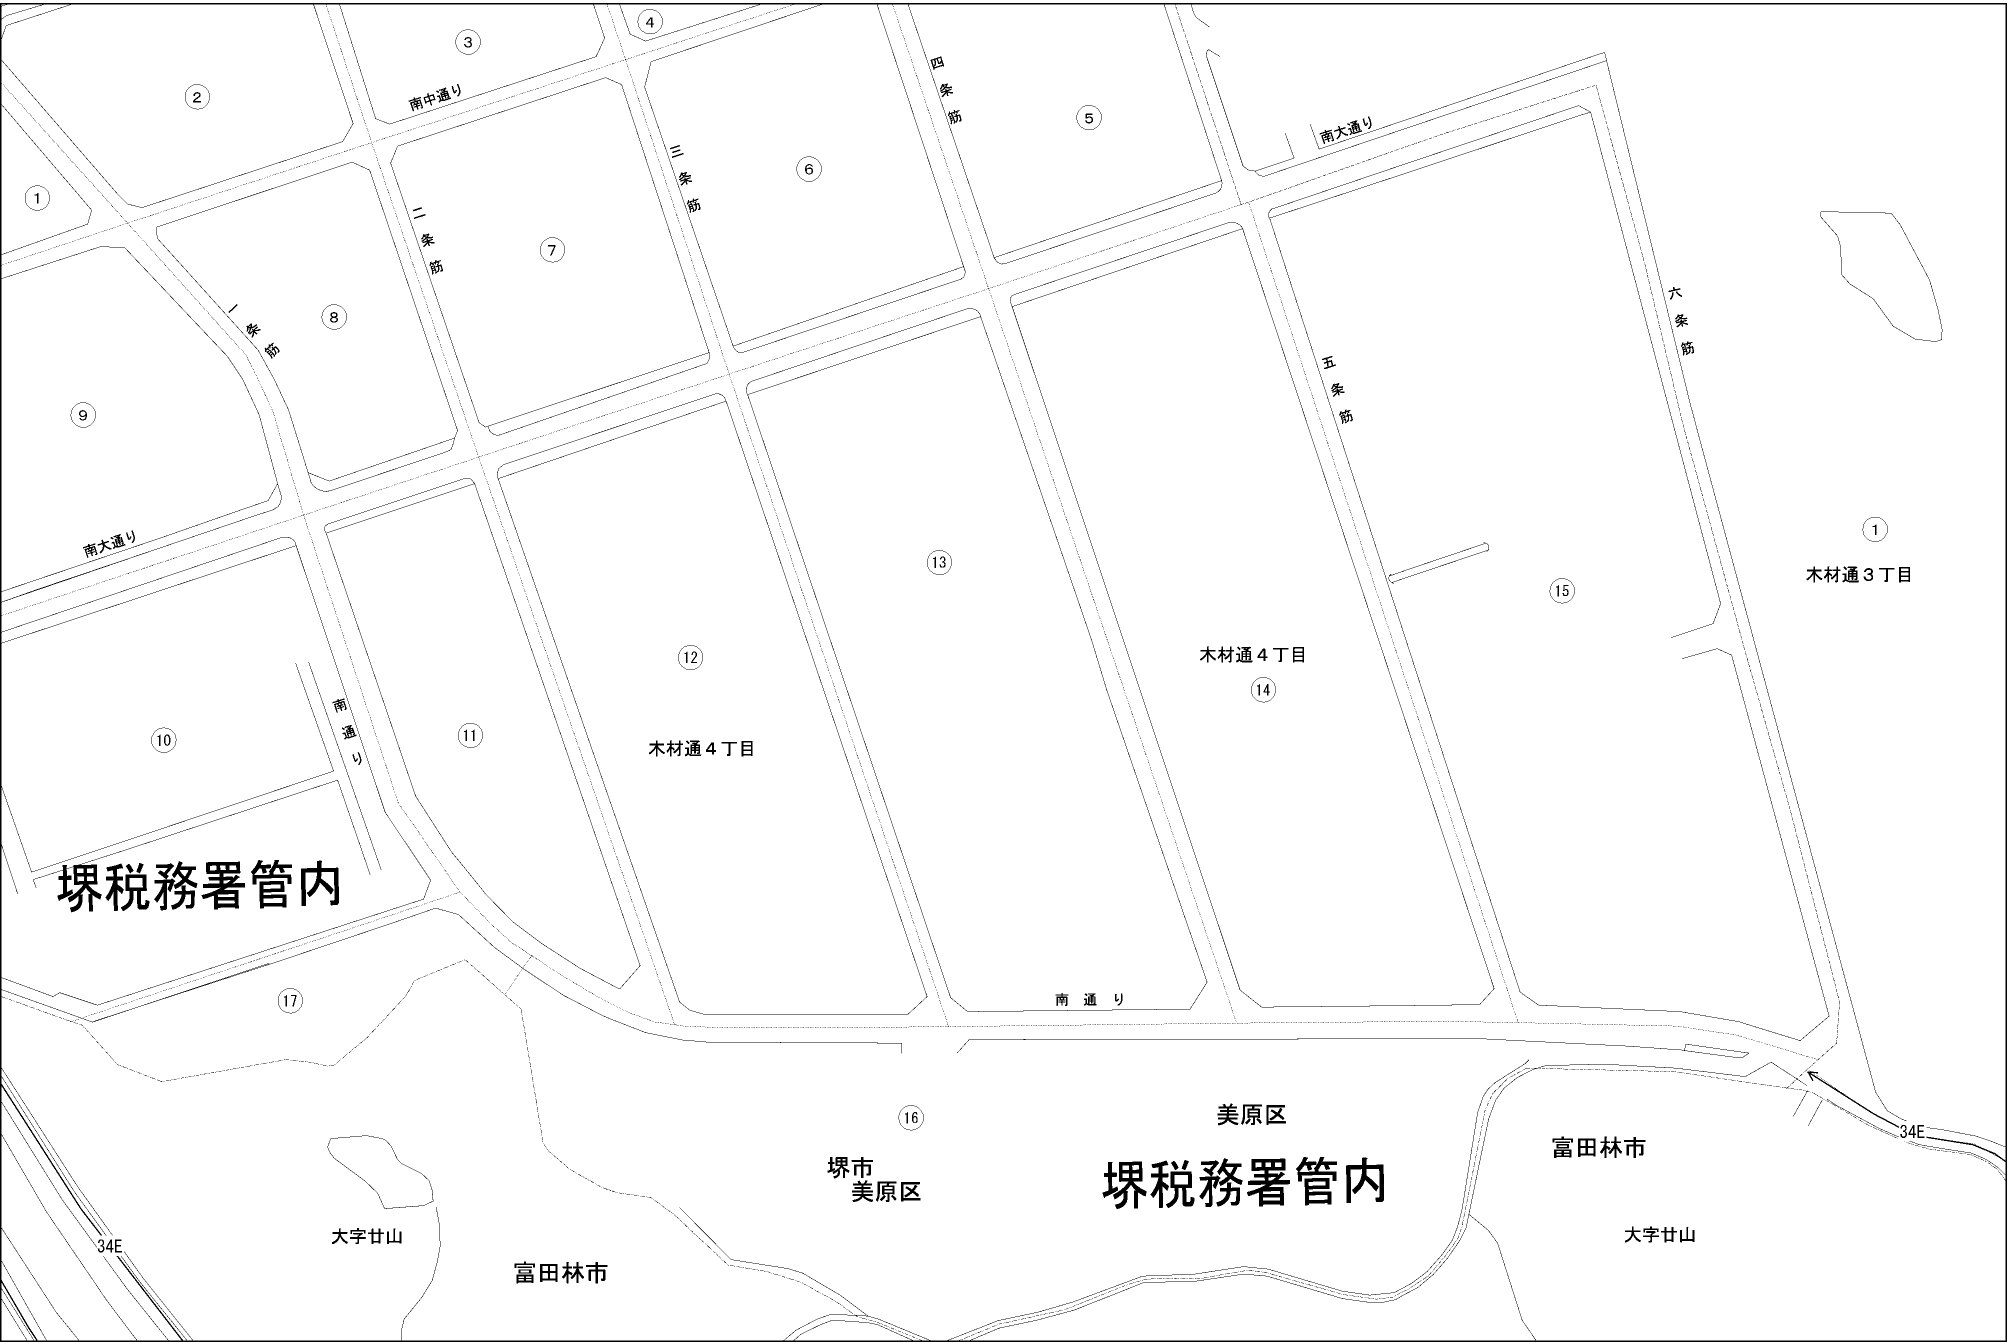 ④
③
②
四条筋
南中通り
⑤
南大通り
三条筋
⑥
①
二条筋
⑦
六条筋
一条筋
⑧
五条筋
⑨
①
南大通り
⑬
木材通３丁目
⑮
木材通４丁目
⑫
⑭
南通り
⑪
⑩
木材通４丁目
堺税務署管内
⑰
南通り
⑯
美原区
34E
富田林市
堺市
美原区
堺税務署管内
大字廿山
大字廿山
34E
富田林市